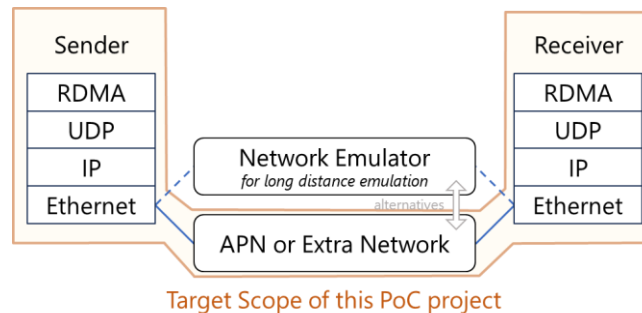 Sender
Receiver
RDMA
UDP
IP
Ethernet
Network Emulator
for long distance emulation
alternatives
APN or Extra Network
RDMA
UDP
IP
Ethernet
Target Scope of this PoC project